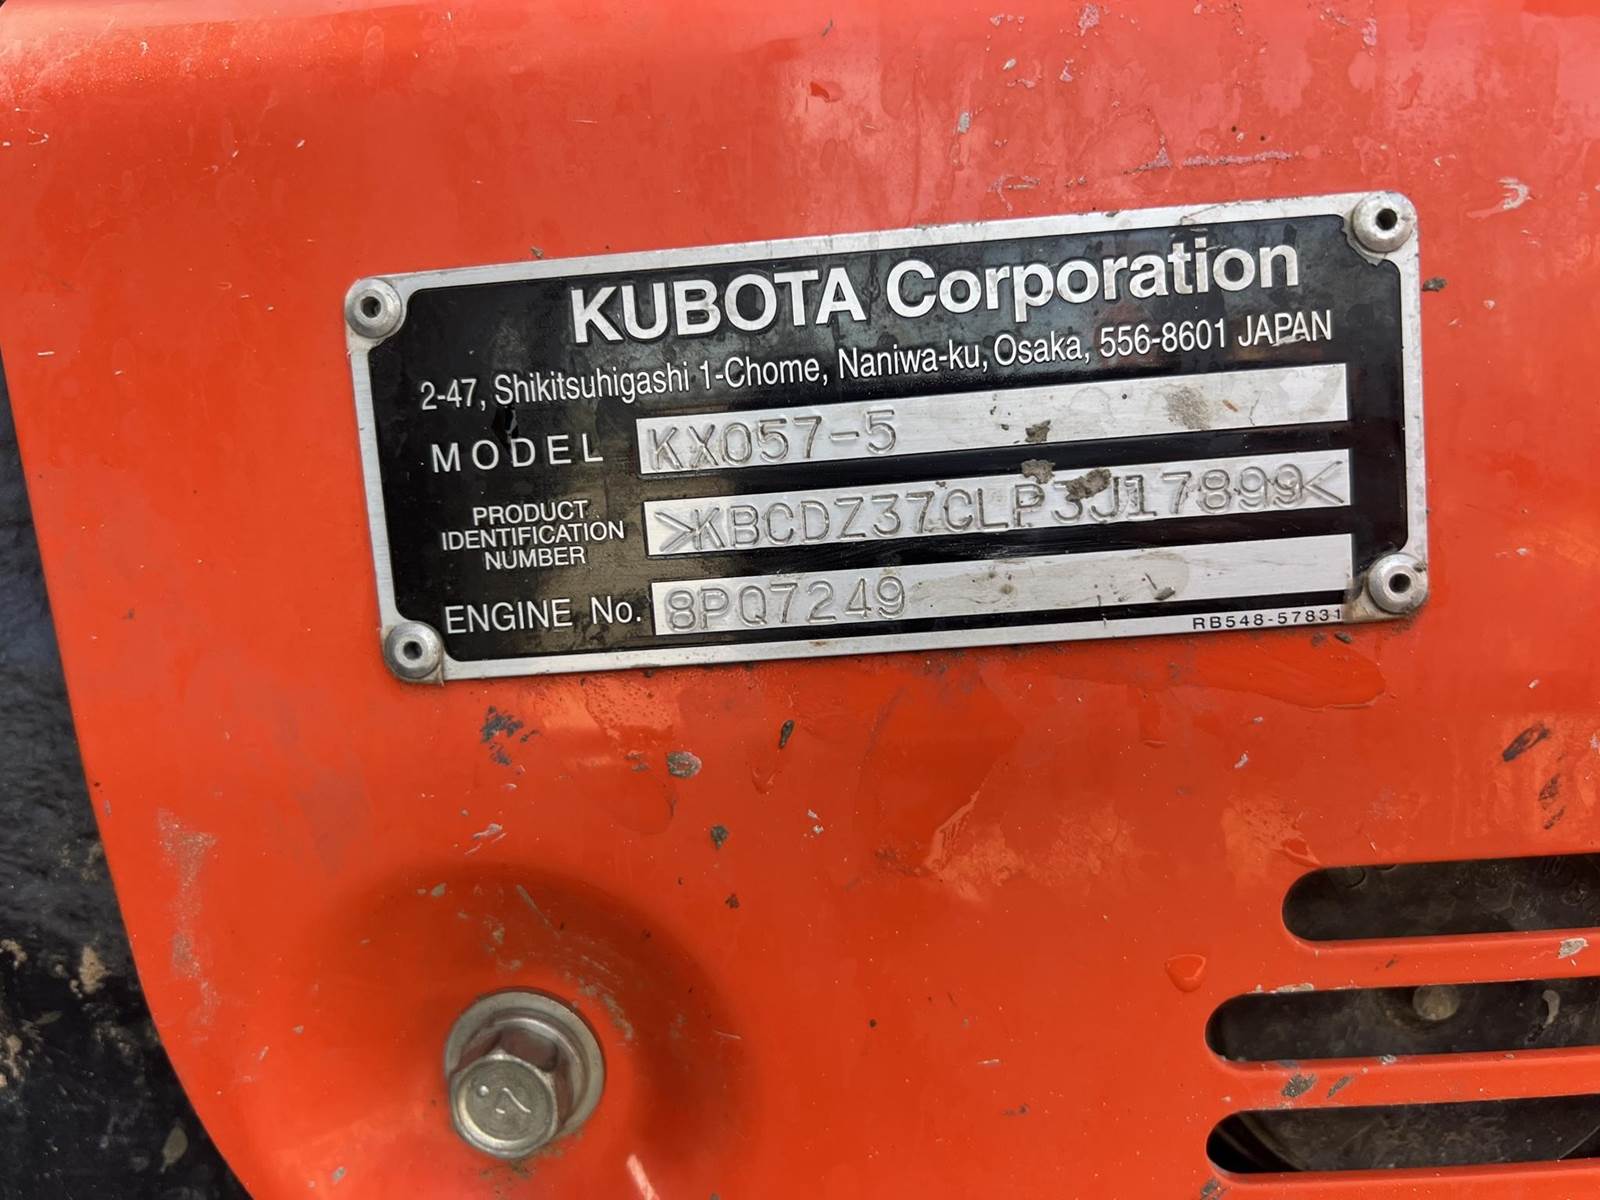 KUBOTA Corporation
2-47, Shikitsuhigashi 1-Chome, Naniwa-ku, Osaka, 556-8601 JAPAN
MODEL KX057-5
PRODUCT
IDENTIFICATION
NUMBER
>KBCDZ37CLP3J17899<
ENGINE No. 8PQ7249
RB548-57831
7